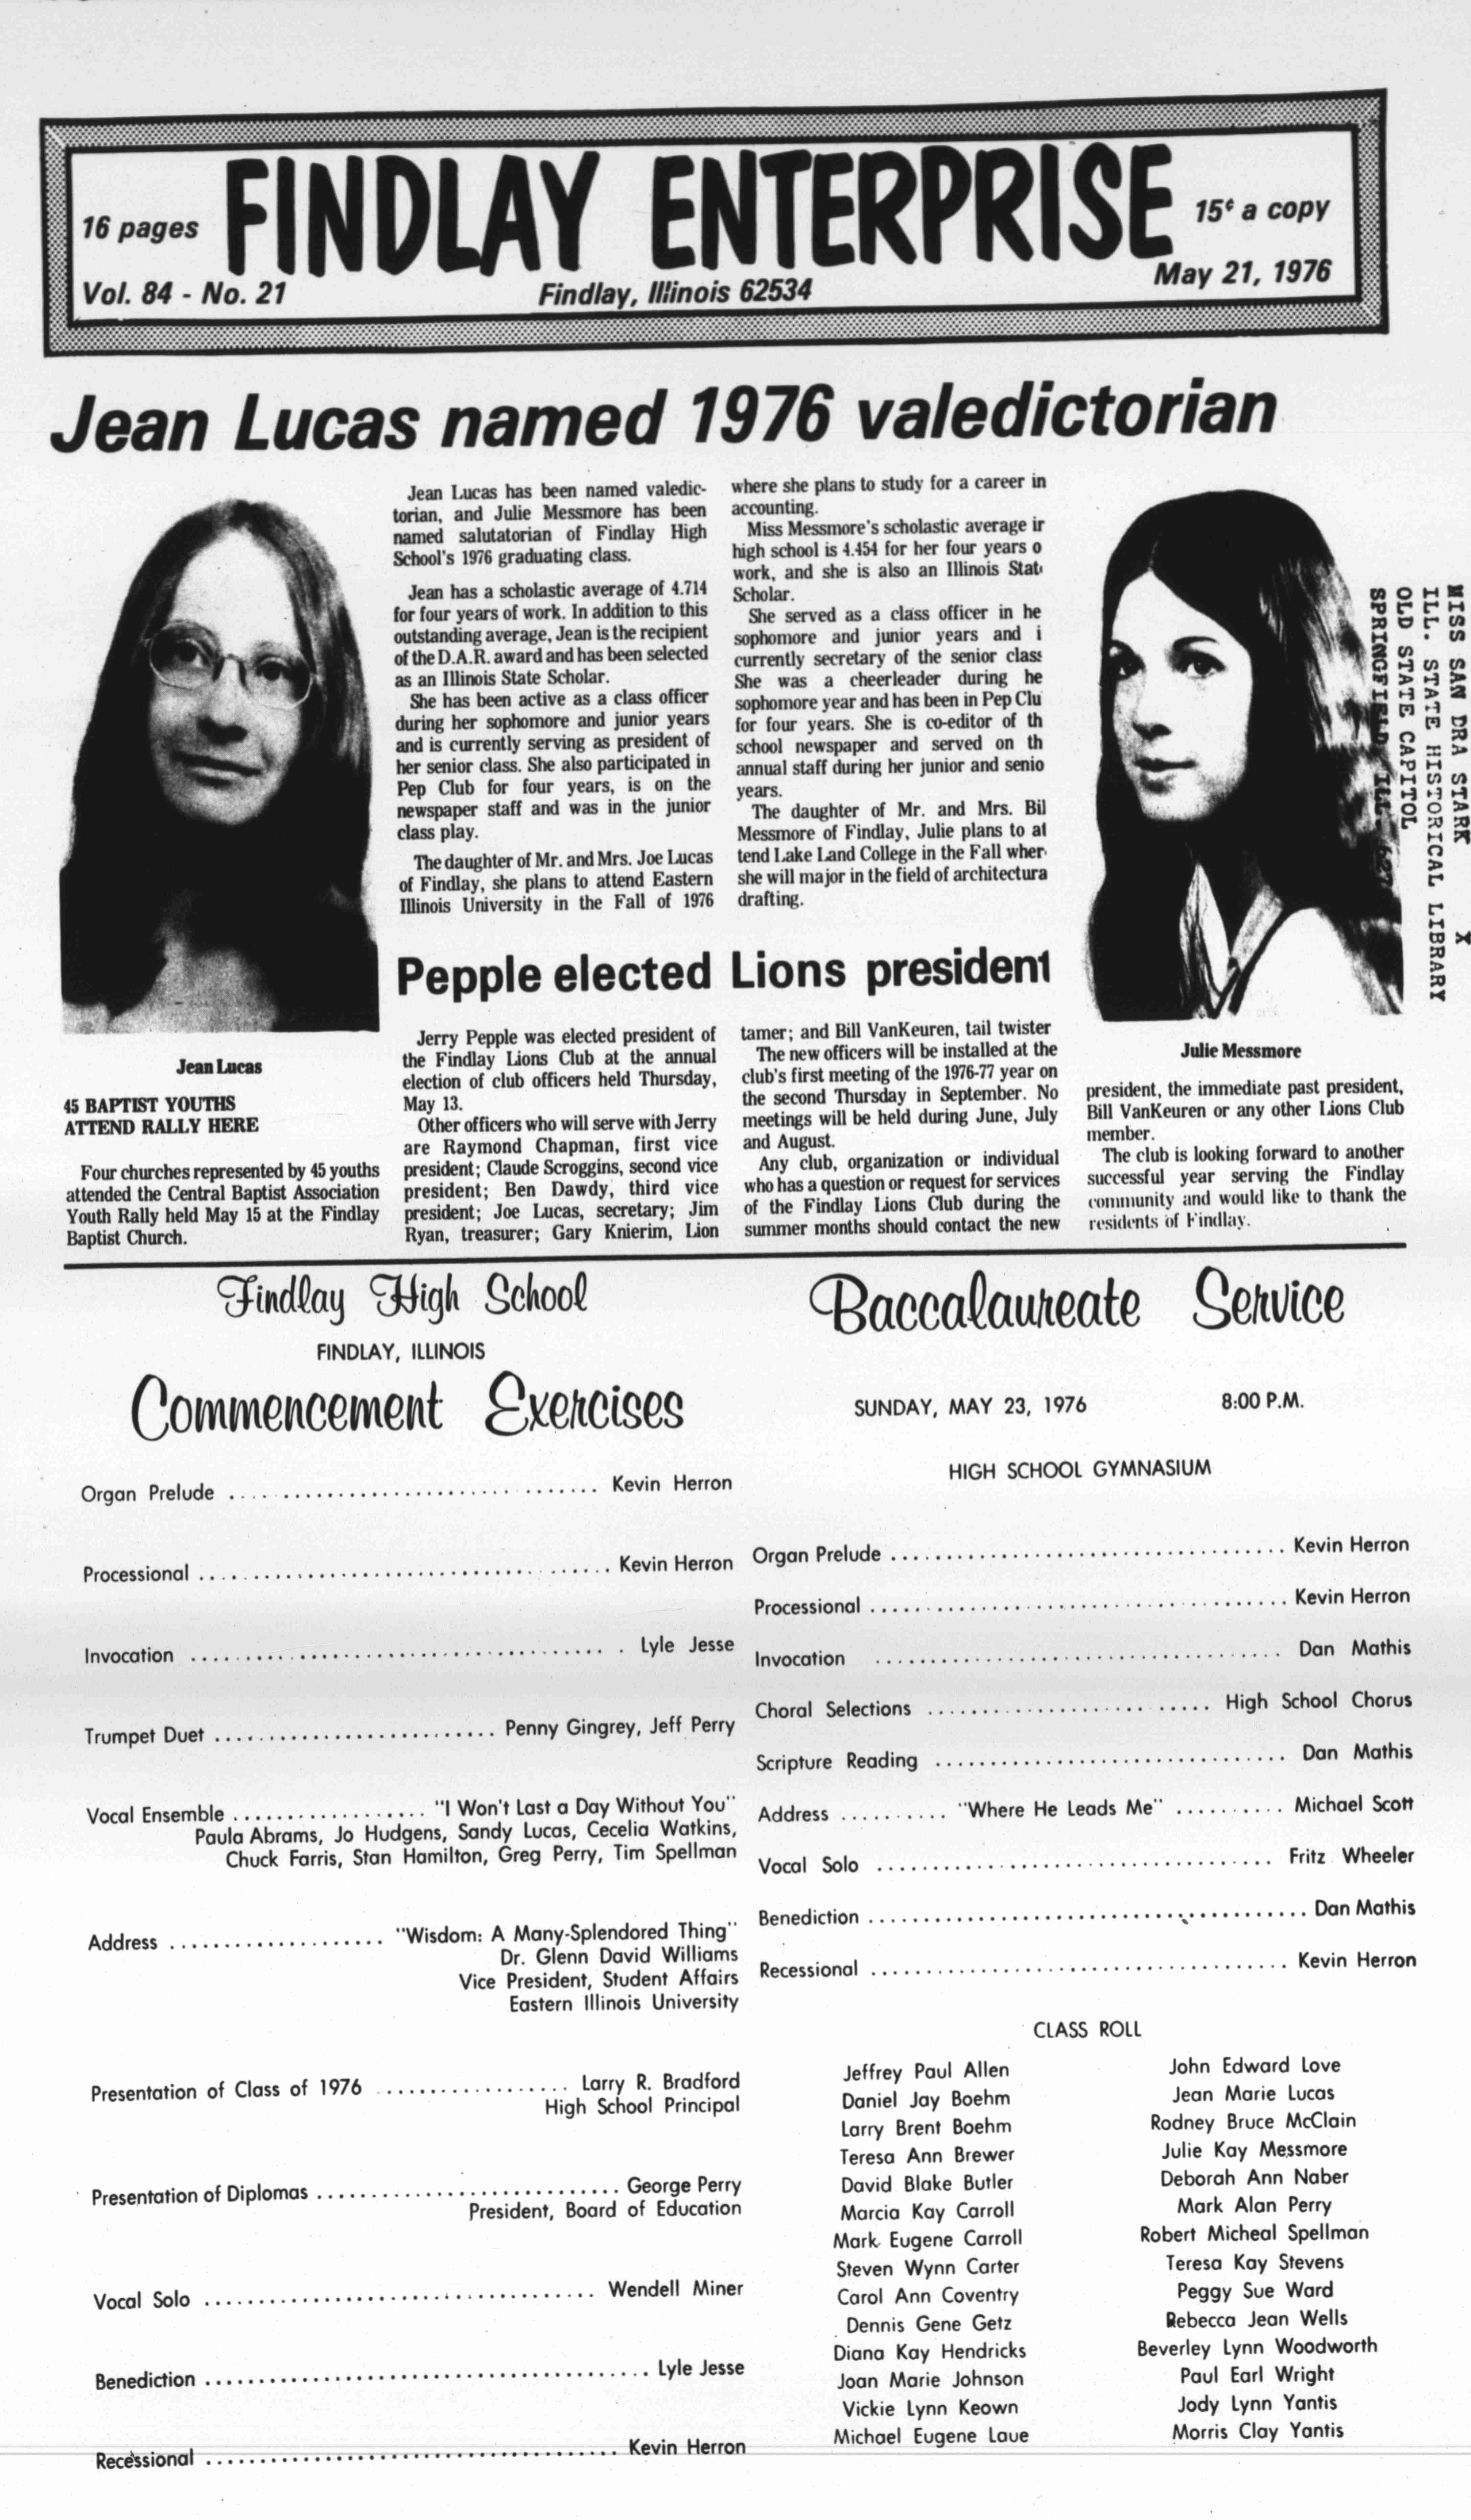 16 pages
FINDLAY ENTERPRISE
15¢ a copy
Vol. 84 - No. 21
Findlay, Illinois 62534
May 21, 1976
Jean Lucas named 1976 valedictorian
Jean Lucas has been named valedic-
torian, and Julie Messmore has been
named salutatorian of Findlay High
School's 1976 graduating class.
Jean has a scholastic average of 4.714
for four years of work. In addition to this
outstanding average, Jean is the recipient
of the D.A.R. award and has been selected
as an Illinois State Scholar.
She has been active as a class officer
during her sophomore and junior years
and is currently serving as president of
her senior class. She also participated in
Pep Club for four years, is on the
newspaper staff and was in the junior
class play.
The daughter of Mr. and Mrs. Joe Lucas
of Findlay, she plans to attend Eastern
Illinois University in the Fall of 1976
where she plans to study for a career in
accounting.
Miss Messmore's scholastic average ir
high school is 4.454 for her four years o
work, and she is also an Illinois Stat
Scholar.
She served as a class officer in he
sophomore and junior years and i
currently secretary of the senior class
She was a cheerleader during he
sophomore year and has been in Pep Clu
for four years. She is co-editor of th
school newspaper and served on th
annual staff during her junior and senio
years.
The daughter of Mr. and Mrs. Bil
Messmore of Findlay, Julie plans to at
tend Lake Land College in the Fall wher
she will major in the field of architectura
drafting.
MISS SAN DRA STARK X
ILL. STATE HISTORICAL LIBRARY
OLD STATE CAPITOL
SPRINGFIELD, ILL.
Jean Lucas
Julie Messmore
45 BAPTIST YOUTHS
ATTEND RALLY HERE
Four churches represented by 45 youths
attended the Central Baptist Association
Youth Rally held May 15 at the Findlay
Baptist Church.
Pepple elected Lions president
Jerry Pepple was elected president of
the Findlay Lions Club at the annual
election of club officers held Thursday,
May 13.
Other officers who will serve with Jerry
are Raymond Chapman, first vice
president; Claude Scroggins, second vice
president; Ben Dawdy, third vice
president; Joe Lucas, secretary; Jim
Ryan, treasurer; Gary Knierim, Lion
tamer; and Bill VanKeuren, tail twister
The new officers will be installed at the
club's first meeting of the 1976-77 year on
the second Thursday in September. No
meetings will be held during June, July
and August.
Any club, organization or individual
who has a question or request for services
of the Findlay Lions Club during the
summer months should contact the new
president, the immediate past president,
Bill VanKeuren or any other Lions Club
member.
The club is looking forward to another
successful year serving the Findlay
community and would like to thank the
residents of Findlay.
Findlay High School
FINDLAY, ILLINOIS
Commencement Exercises
Organ Prelude .................................. Kevin Herron
Processional .................................. Kevin Herron
Invocation .................................. Lyle Jesse
Trumpet Duet .......................... Penny Gingrey, Jeff Perry
Vocal Ensemble .................. "I Won't Last a Day Without You"
Paula Abrams, Jo Hudgens, Sandy Lucas, Cecelia Watkins,
Chuck Farris, Stan Hamilton, Greg Perry, Tim Spellman
Address .................... "Wisdom: A Many-Splendored Thing"
Dr. Glenn David Williams
Vice President, Student Affairs
Eastern Illinois University
Presentation of Class of 1976 .................. Larry R. Bradford
High School Principal
Presentation of Diplomas ............................ George Perry
President, Board of Education
Vocal Solo .................................... Wendell Miner
Benediction .......................................... Lyle Jesse
Recessional ...................................... Kevin Herron
Baccalaureate Service
SUNDAY, MAY 23, 1976 8:00 P.M.
HIGH SCHOOL GYMNASIUM
Organ Prelude .................................... Kevin Herron
Processional ...................................... Kevin Herron
Invocation ..................................... Dan Mathis
Choral Selections .......................... High School Chorus
Scripture Reading ................................ Dan Mathis
Address .......... "Where He Leads Me" .......... Michael Scott
Vocal Solo .................................... Fritz Wheeler
Benediction ........................................ Dan Mathis
Recessional ...................................... Kevin Herron
CLASS ROLL
Jeffrey Paul Allen
Daniel Jay Boehm
Larry Brent Boehm
Teresa Ann Brewer
David Blake Butler
Marcia Kay Carroll
Mark Eugene Carroll
Steven Wynn Carter
Carol Ann Coventry
Dennis Gene Getz
Diana Kay Hendricks
Joan Marie Johnson
Vickie Lynn Keown
Michael Eugene Laue
John Edward Love
Jean Marie Lucas
Rodney Bruce McClain
Julie Kay Messmore
Deborah Ann Naber
Mark Alan Perry
Robert Micheal Spellman
Teresa Kay Stevens
Peggy Sue Ward
Rebecca Jean Wells
Beverley Lynn Woodworth
Paul Earl Wright
Jody Lynn Yantis
Morris Clay Yantis